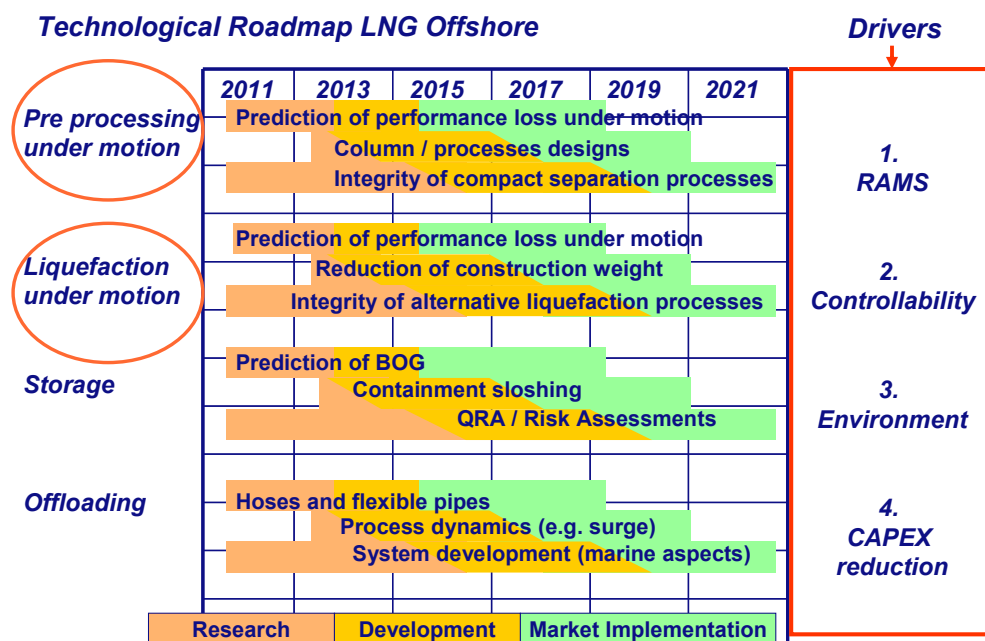 Technological Roadmap LNG Offshore
Drivers
2011 2013 2015 2017 2019 2021
Pre processing
under motion
Prediction of performance loss under motion
Column / processes designs
Integrity of compact separation processes
Liquefaction
under motion
Prediction of performance loss under motion
Reduction of construction weight
Integrity of alternative liquefaction processes
Storage
Prediction of BOG
Containment sloshing
QRA / Risk Assessments
Offloading
Hoses and flexible pipes
Process dynamics (e.g. surge)
System development (marine aspects)
Research Development Market Implementation
1.
RAMS
2.
Controllability
3.
Environment
4.
CAPEX
reduction